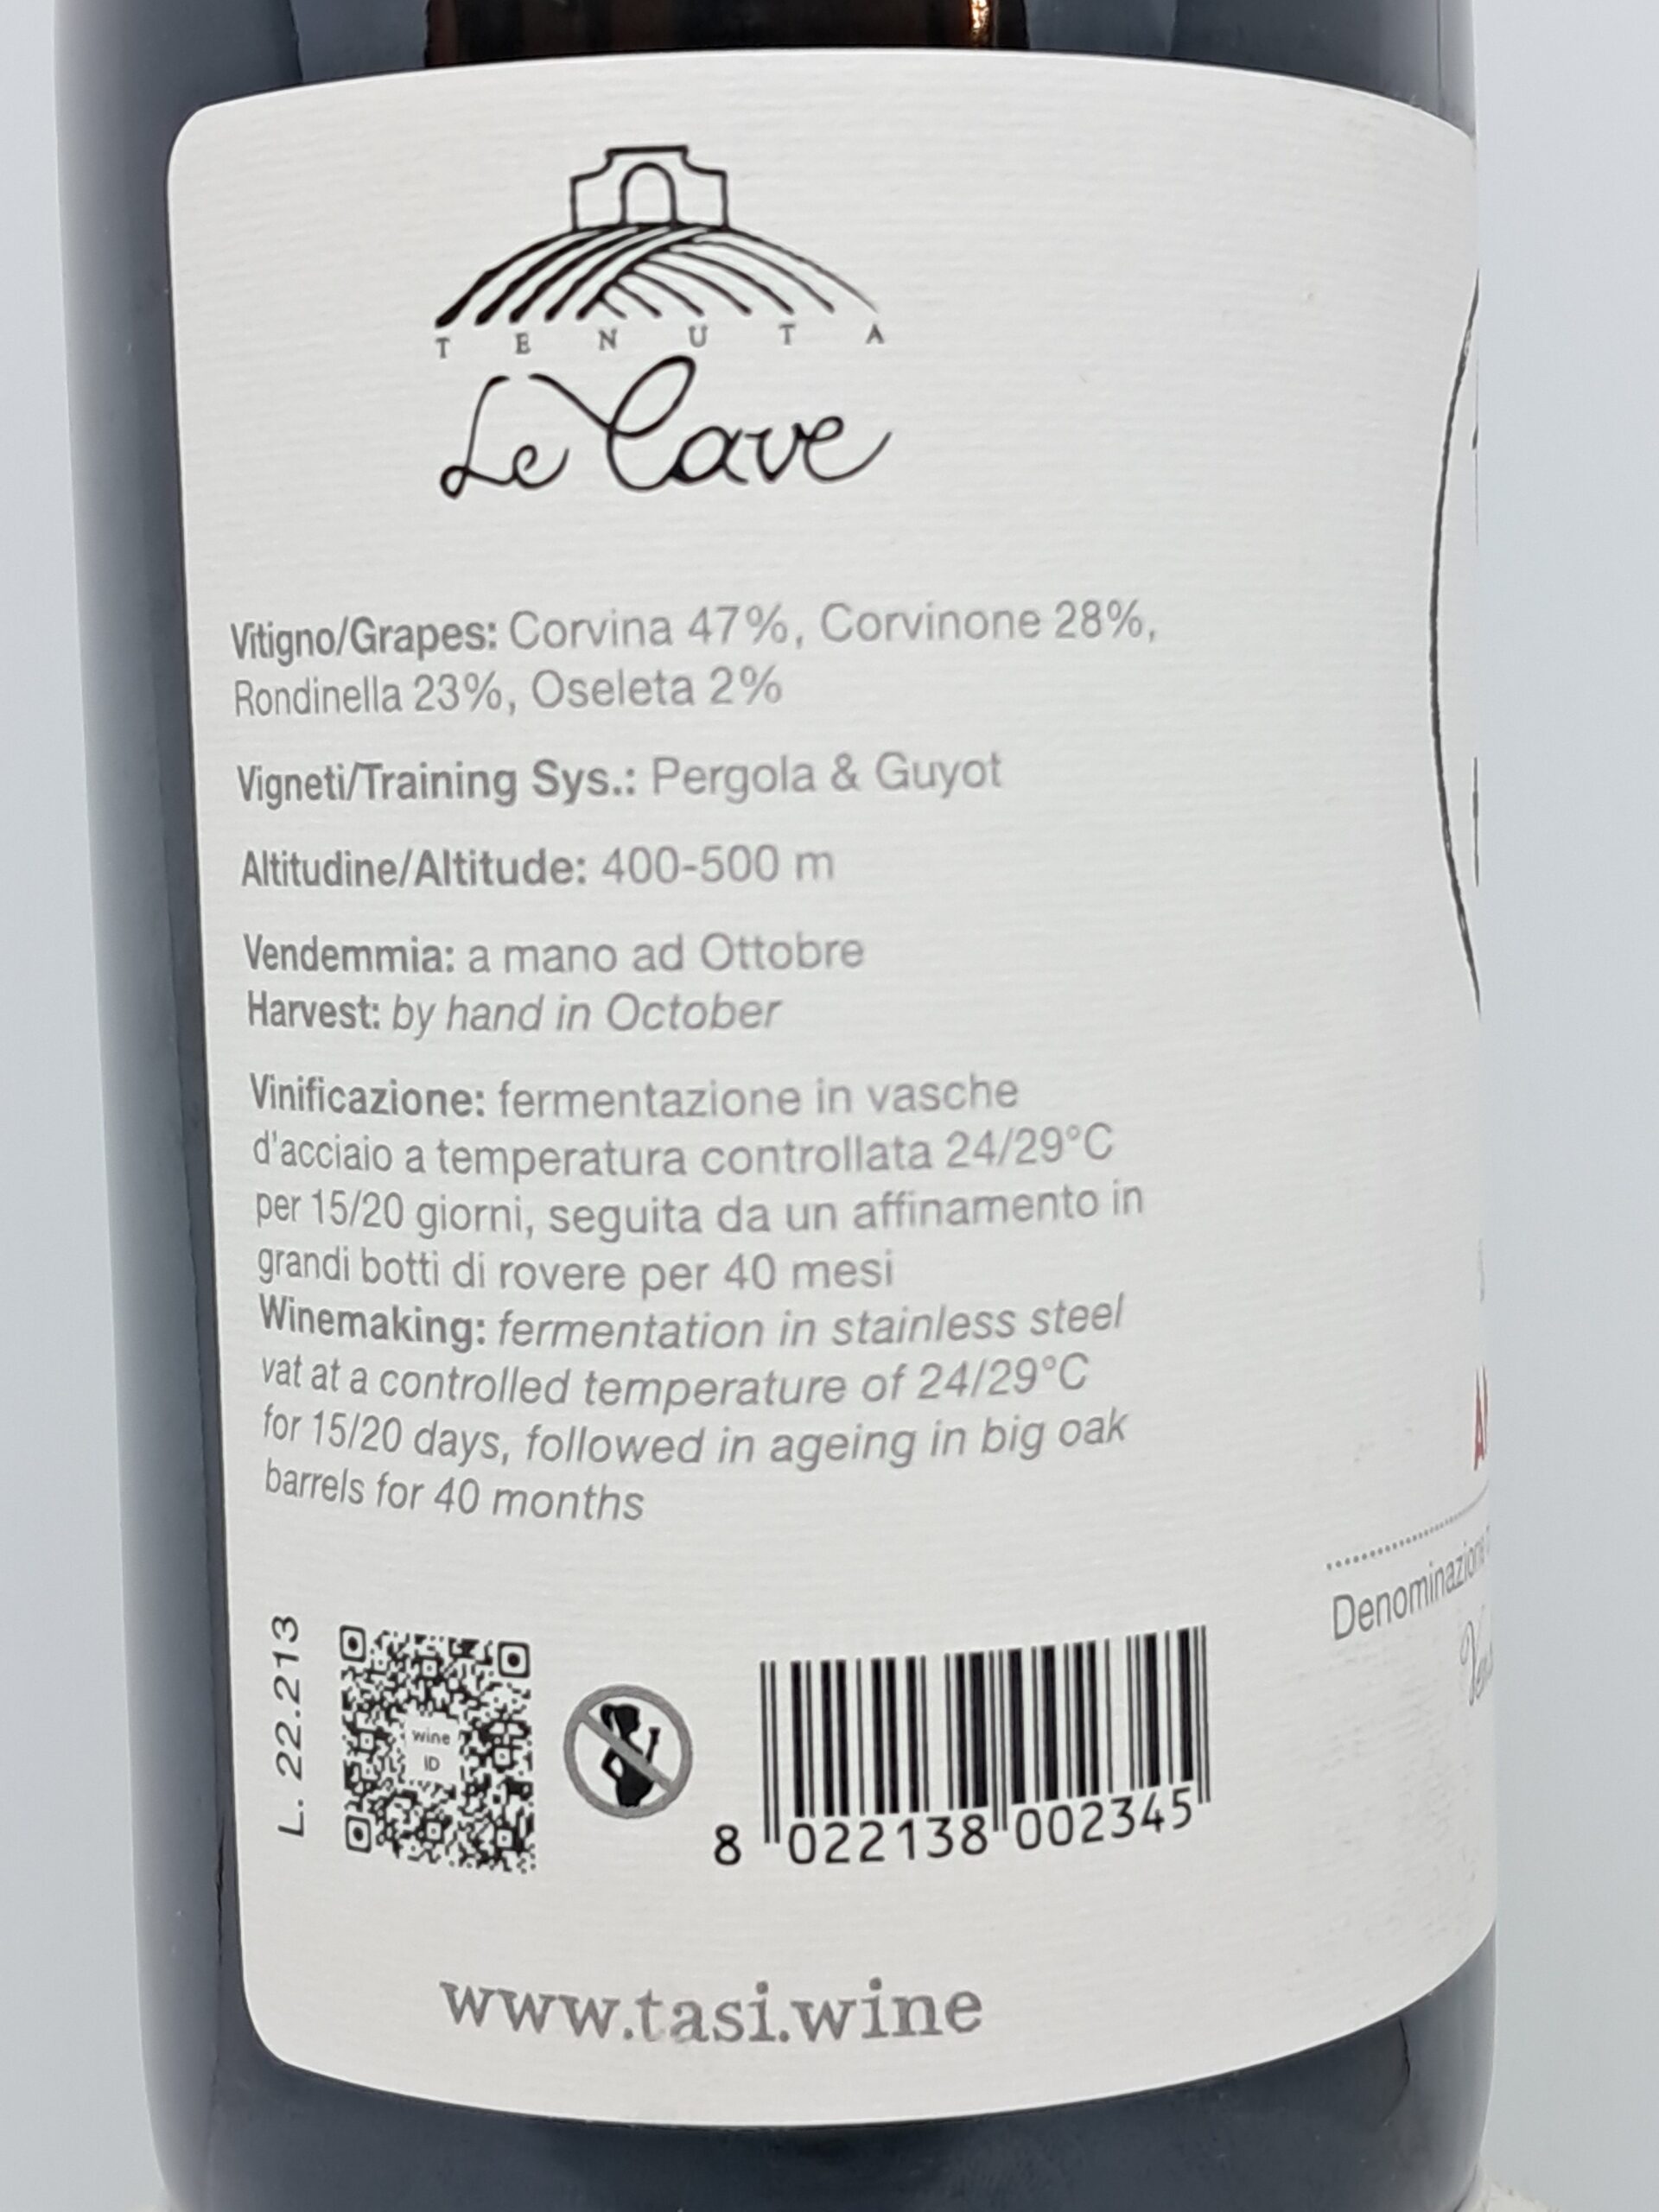 TENUTA
Le Cave
Vitigno/Grapes: Corvina 47%, Corvinone 28%,
Rondinella 23%, Oseleta 2%
Vigneti/Training Sys.: Pergola & Guyot
Altitudine/Altitude: 400-500 m
Vendemmia: a mano ad Ottobre
Harvest: by hand in October
Vinificazione: fermentazione in vasche
d'acciaio a temperatura controllata 24/29°C
per 15/20 giorni, seguita da un affinamento in
grandi botti di rovere per 40 mesi
Winemaking: fermentation in stainless steel
vat at a controlled temperature of 24/29°C
for 15/20 days, followed in ageing in big oak
barrels for 40 months
Denominazione
L. 22.213
wine
ID
8 022138 002345
www.tasi.wine